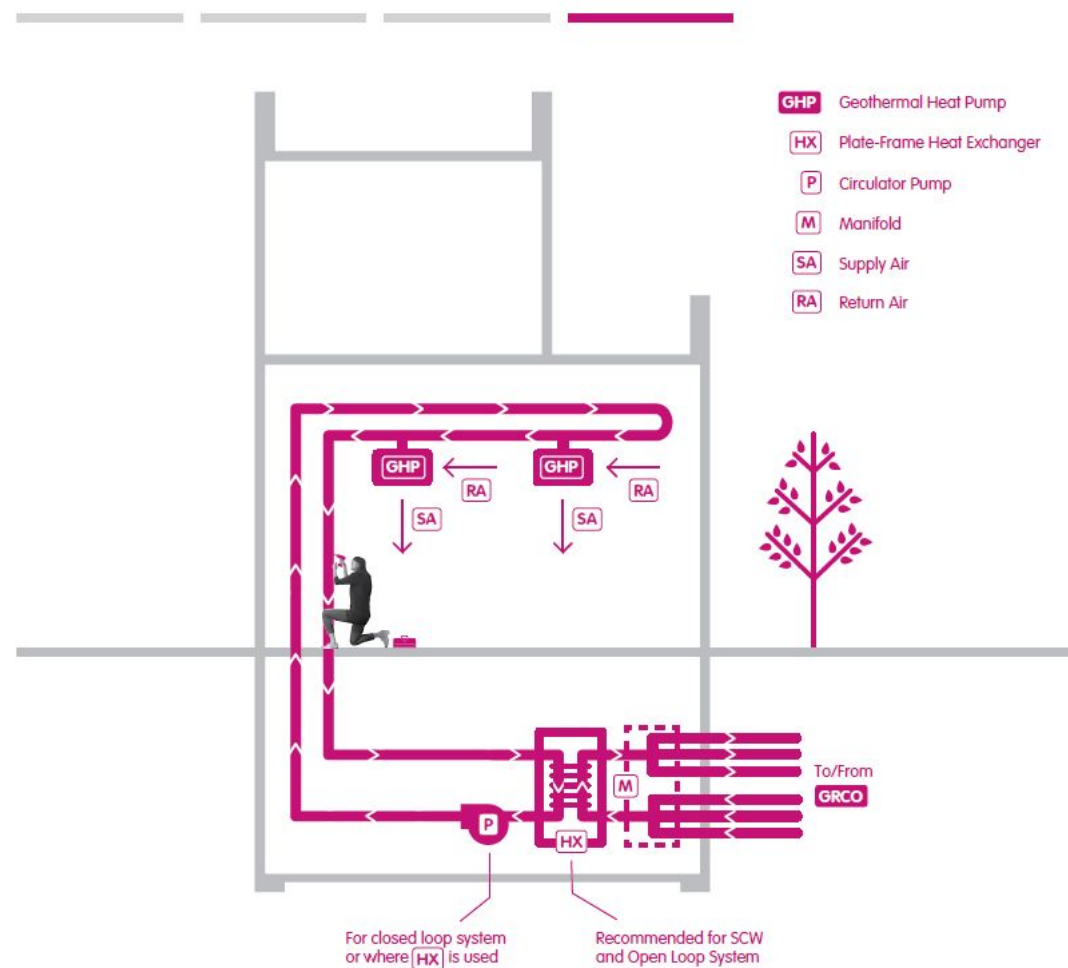 GHP Geothermal Heat Pump
HX Plate-Frame Heat Exchanger
P Circulator Pump
M Manifold
SA Supply Air
RA Return Air
GHP
GHP
RA
RA
SA
SA
To/From
GRCO
M
P
HX
For closed loop system
or where HX is used
Recommended for SCW
and Open Loop System